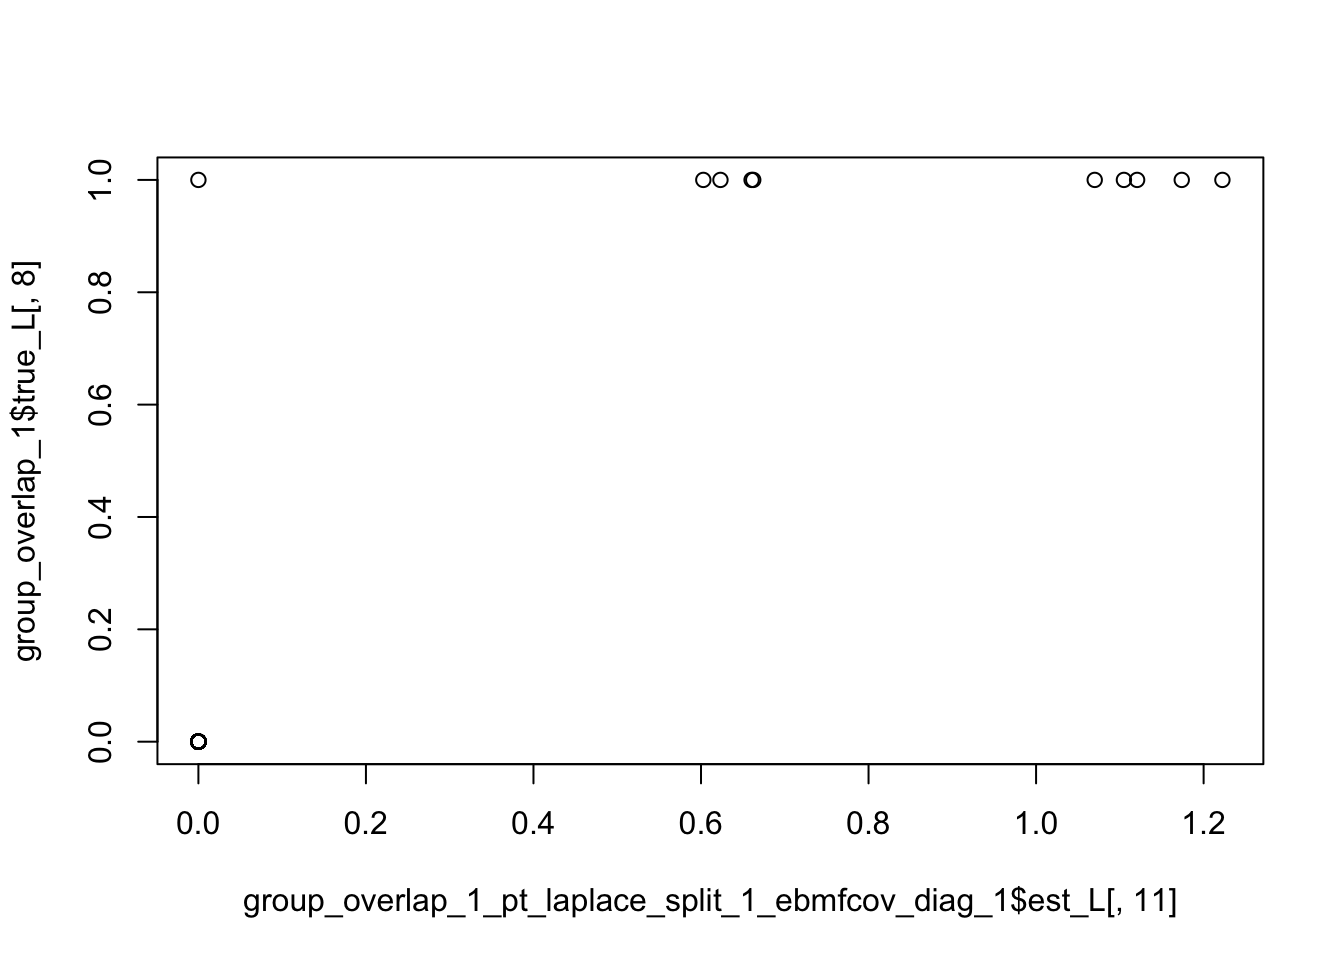 group_overlap_1$true_L[, 8]
1.0
0.8
0.6
0.4
0.2
0.0
0.0 0.2 0.4 0.6 0.8 1.0 1.2
group_overlap_1_pt_laplace_split_1_ebmfcov_diag_1$est_L[, 11]